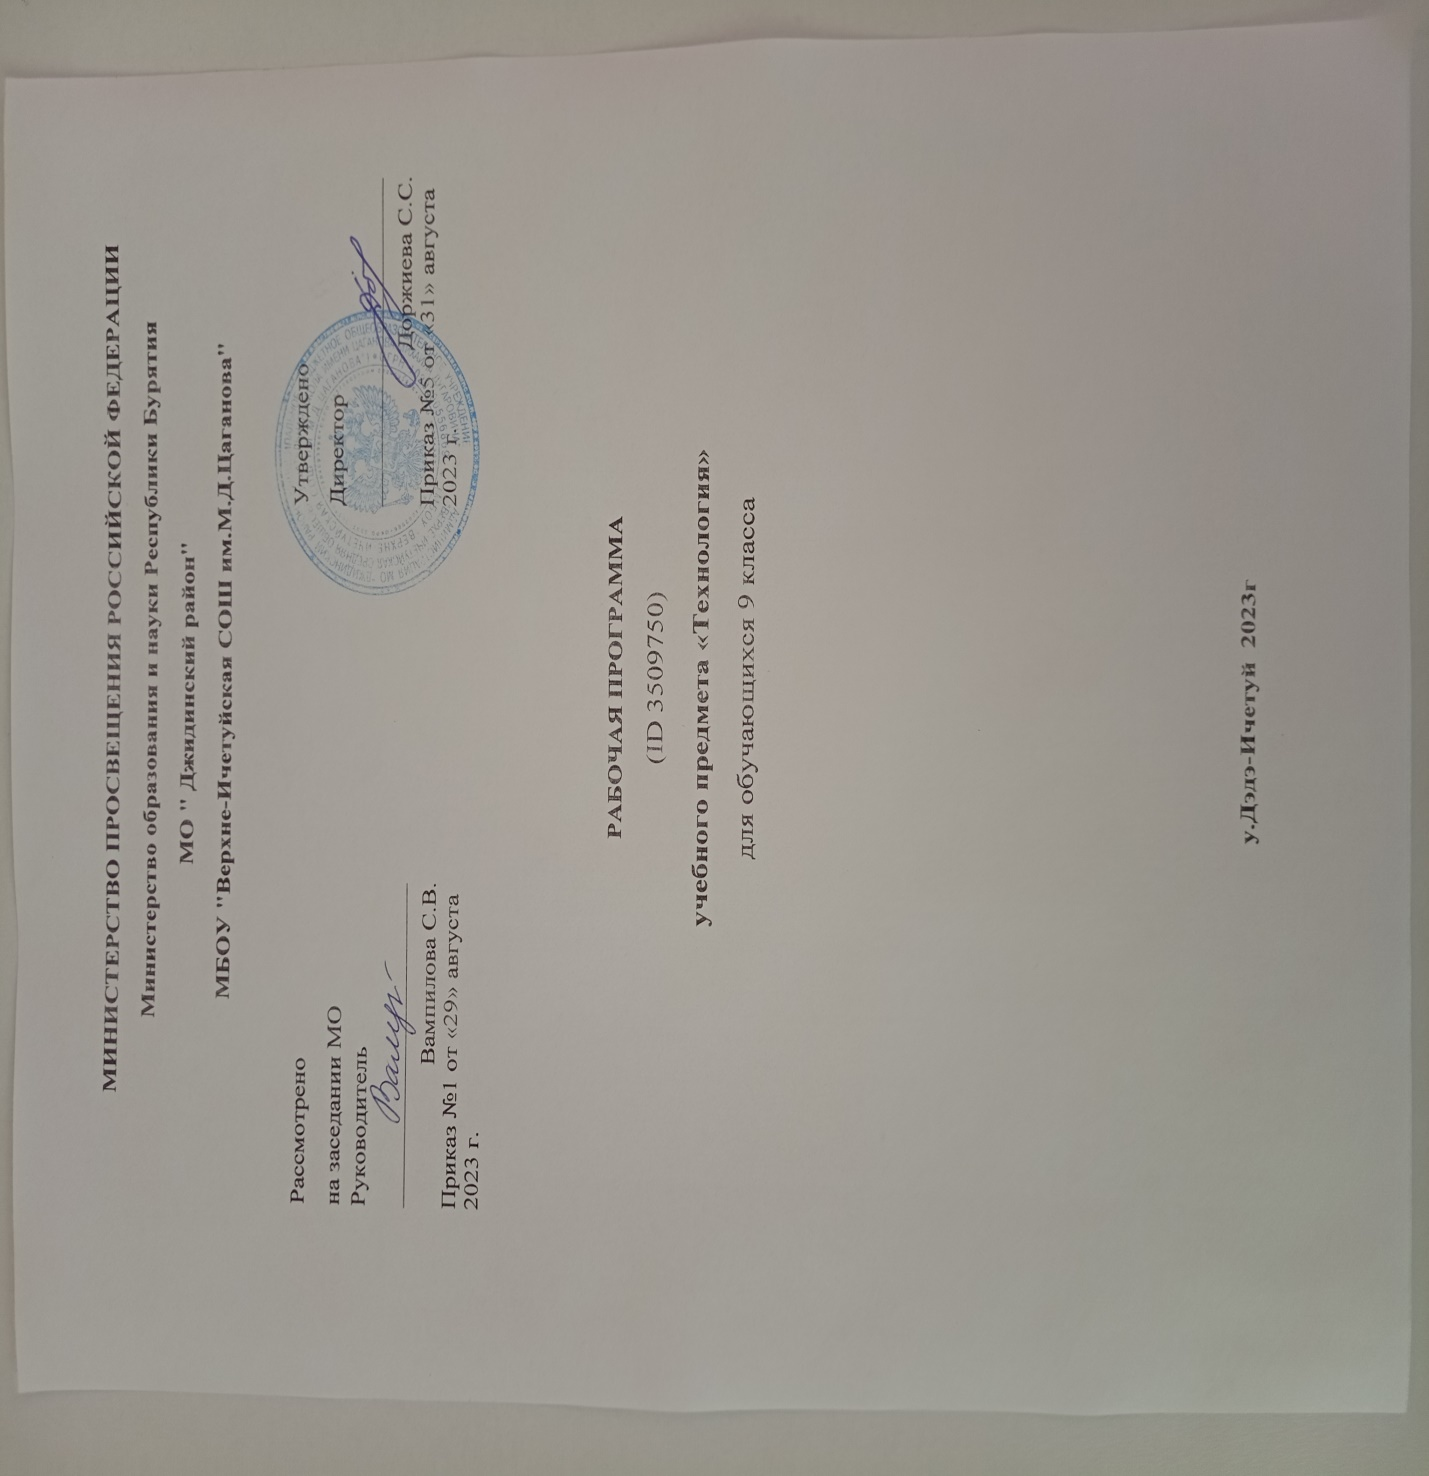 МИНИСТЕРСТВО ПРОСВЕЩЕНИЯ РОССИЙСКОЙ ФЕДЕРАЦИИ
Министерство образования и науки Республики Бурятия
МО " Джидинский район"
МБОУ "Верхне-Ичетуйская СОШ им.М.Д.Цаганова"
Рассмотрено
на заседании МО
Руководитель
Вампилова С.В.
Приказ №1 от «29» августа
2023 г.
Утверждено
Директор
Доржиева С.С.
Приказ №5 от «31» августа
2023 г.
РАБОЧАЯ ПРОГРАММА
(ID 3509750)
учебного предмета «Технология»
для обучающихся 9 класса
у.Дэдэ-Ичетуй 2023г